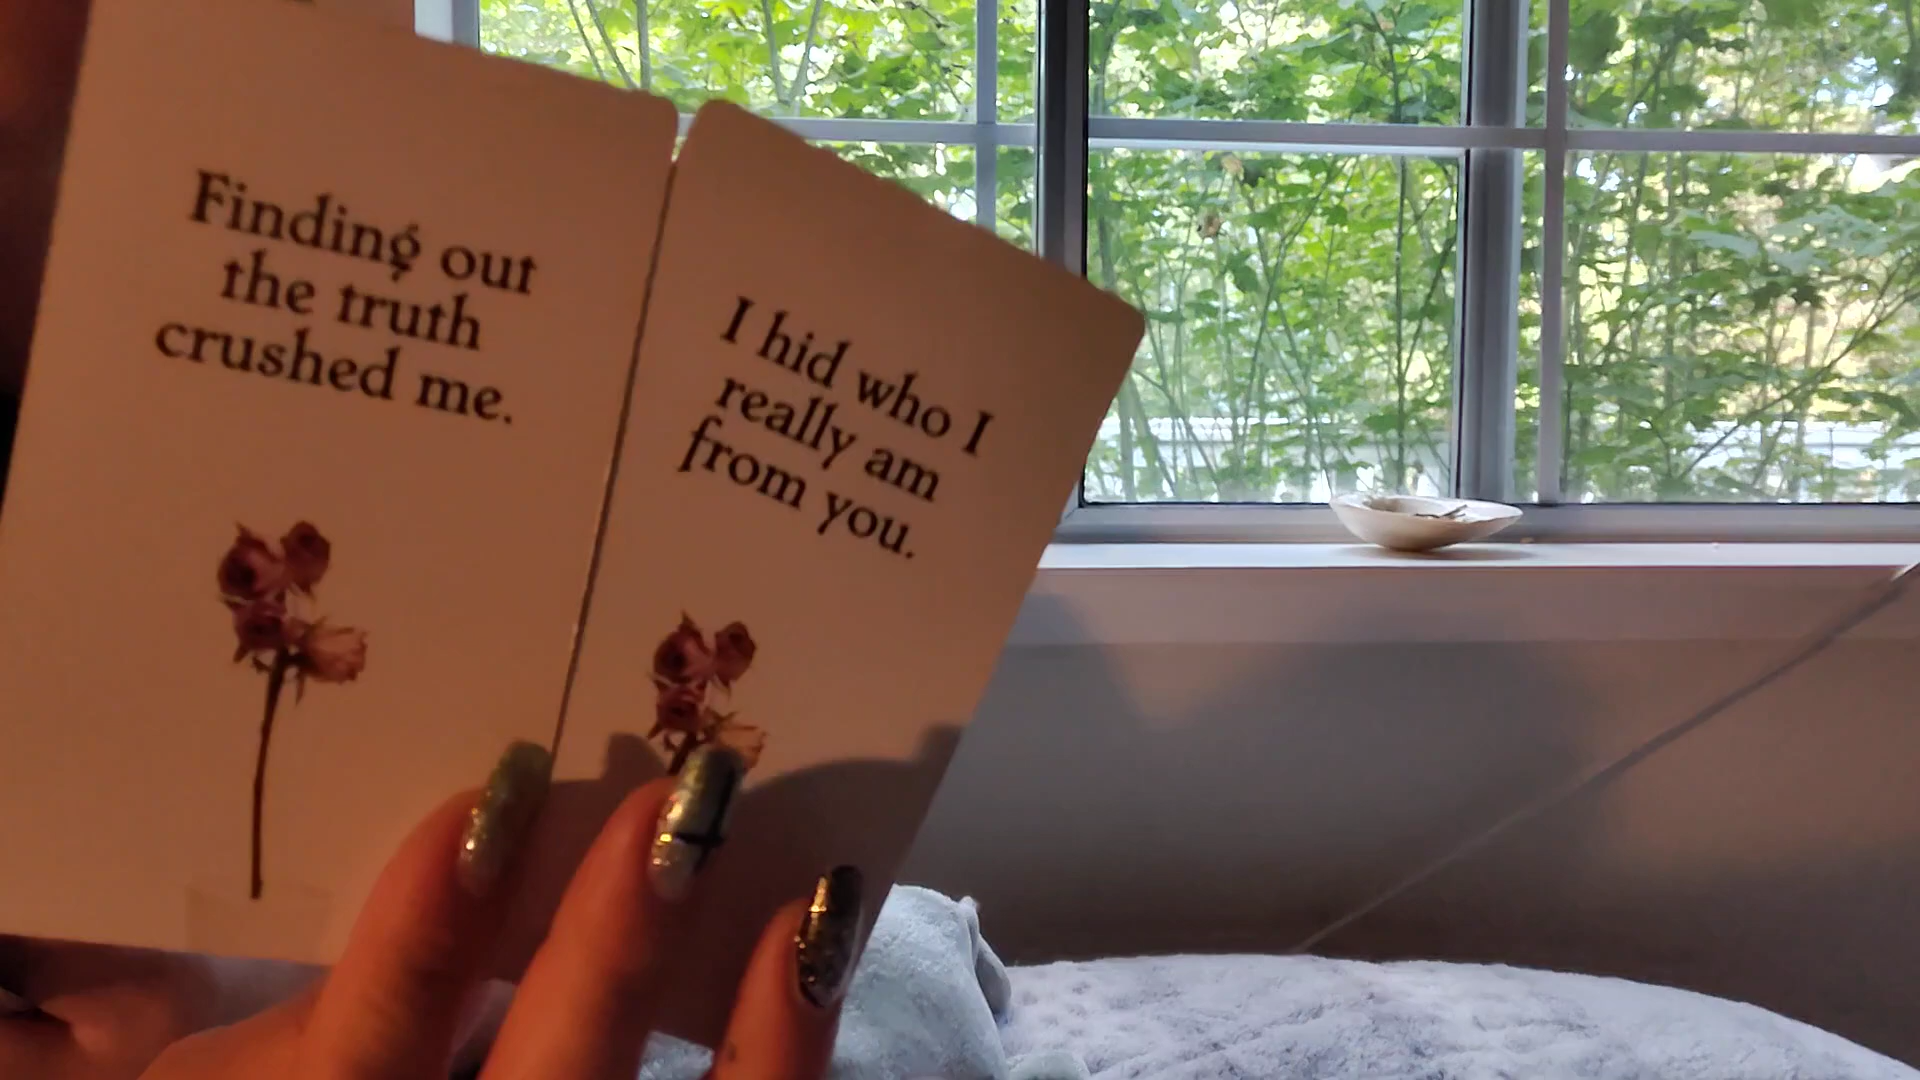 Finding out
the truth
crushed me.
I hid who I
really am
from you.